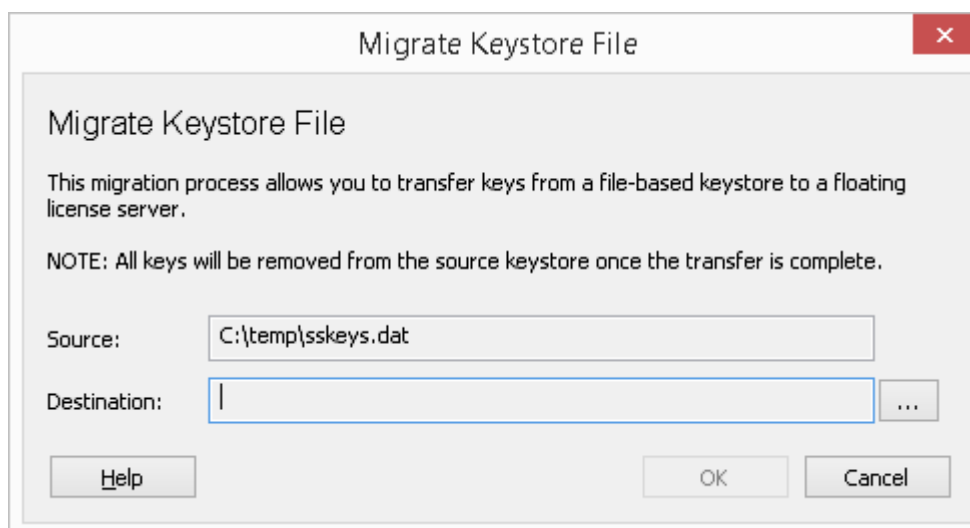 Migrate Keystore File
Migrate Keystore File
This migration process allows you to transfer keys from a file-based keystore to a floating
license server.
NOTE: All keys will be removed from the source keystore once the transfer is complete.
Source: C:\temp\sskeys.dat
Destination: ...
Help OK Cancel